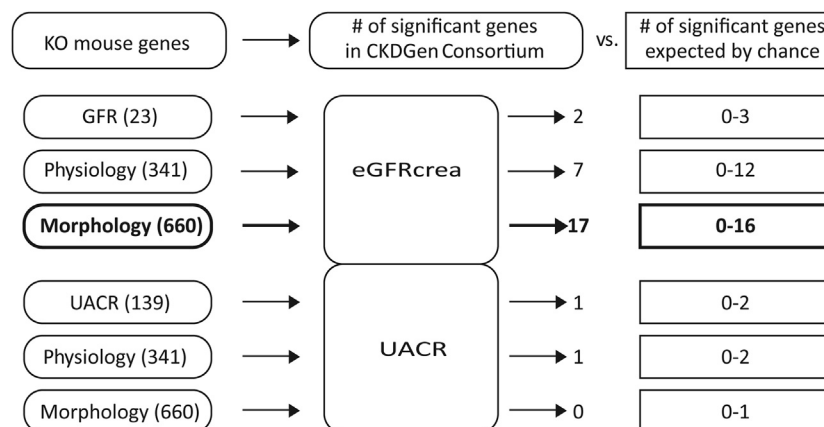 KO mouse genes
# of significant genes
in CKDGen Consortium
vs.
# of significant genes
expected by chance
GFR (23)
2
0-3
Physiology (341)
eGFRcrea
7
0-12
Morphology (660)
17
0-16
UACR (139)
1
0-2
Physiology (341)
UACR
1
0-2
Morphology (660)
0
0-1